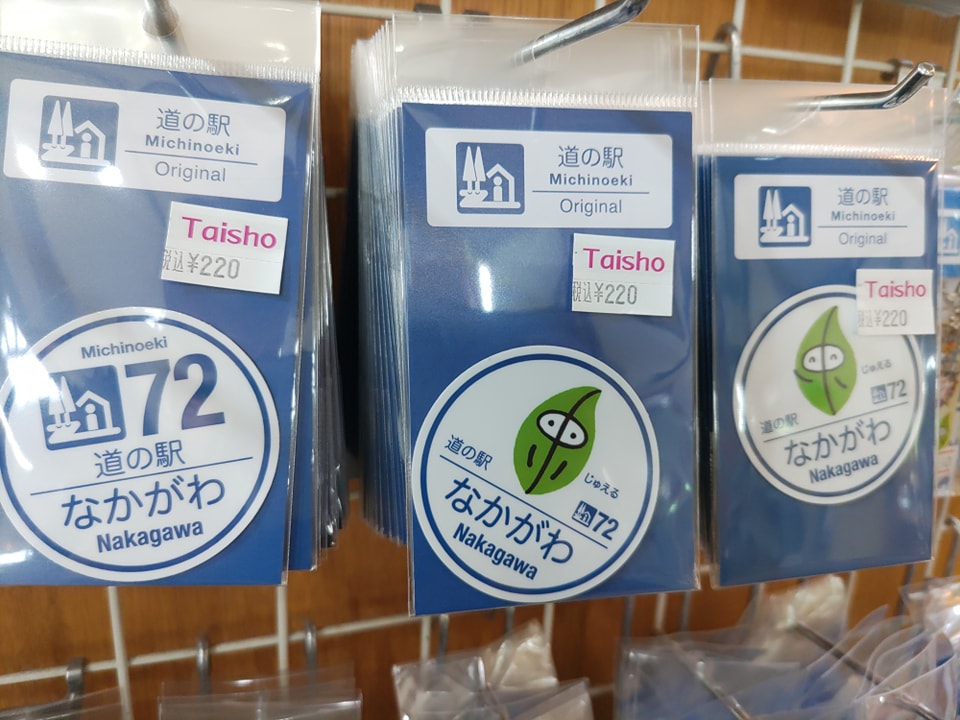 道の駅
Michinoeki
Original
Taisho
税込¥220
Michinoeki
72
道の駅
なかがわ
Nakagawa
道の駅
Michinoeki
Original
Taisho
税込¥220
道の駅
じゅえる
72
なかがわ
Nakagawa
道の駅
Michinoeki
Original
Taisho
税込¥220
じゅえる
72
道の駅
なかがわ
Nakagawa